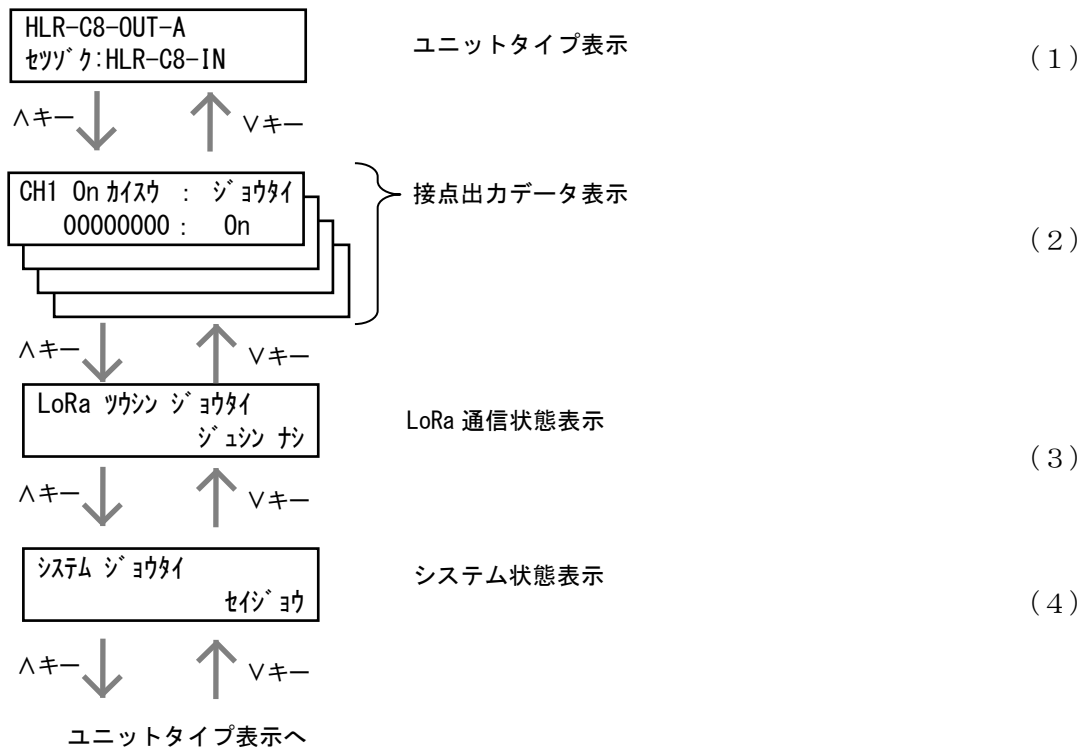 HLR-C8-OUT-A
ｾﾂｿﾞｸ:HLR-C8-IN
ユニットタイプ表示
（１）
∧キー
∨キー
CH1 On ｶｲｽｳ : ｼﾞｮｳﾀｲ
00000000 : On
接点出力データ表示
（２）
∧キー
∨キー
LoRa ﾂｳｼﾝ ｼﾞｮｳﾀｲ
ｼﾞｭｼﾝ ﾅｼ
LoRa 通信状態表示
（３）
∧キー
∨キー
ｼｽﾃﾑ ｼﾞｮｳﾀｲ
ｾｲｼﾞｮｳ
システム状態表示
（４）
∧キー
∨キー
ユニットタイプ表示へ